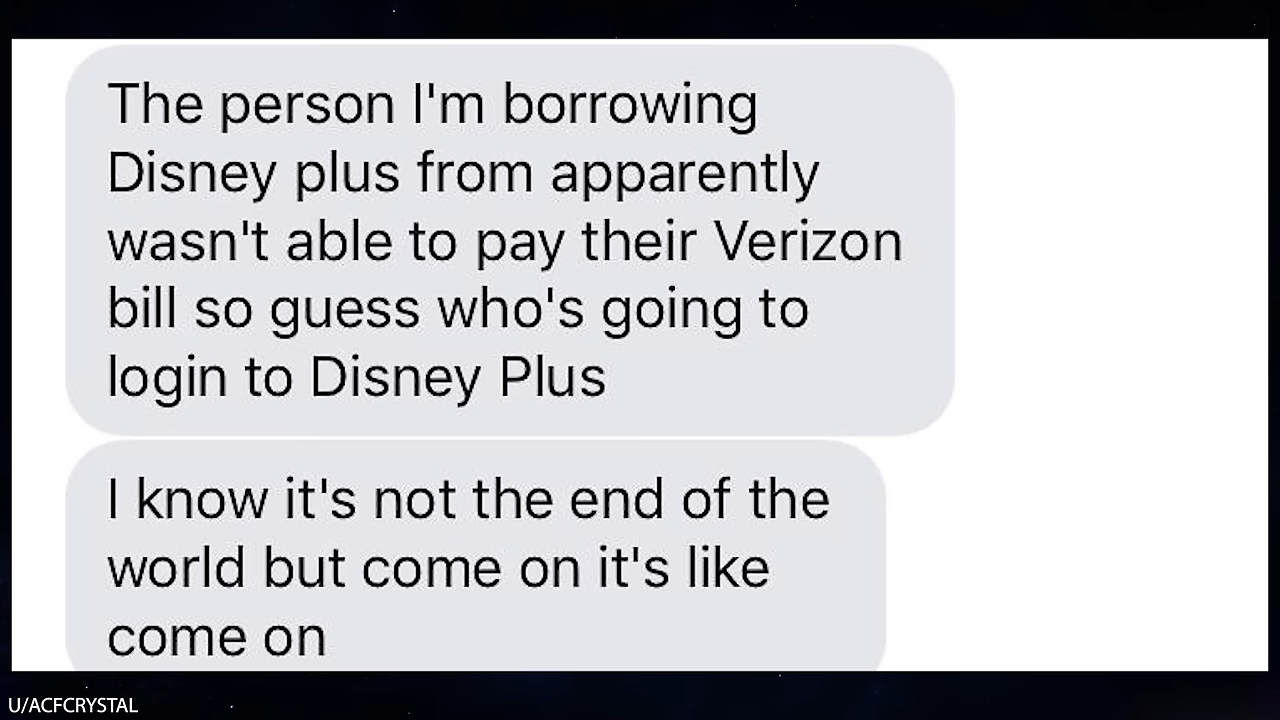 The person I'm borrowing
Disney plus from apparently
wasn't able to pay their Verizon
bill so guess who's going to
login to Disney Plus
I know it's not the end of the
world but come on it's like
come on
U/ACFCRYSTAL